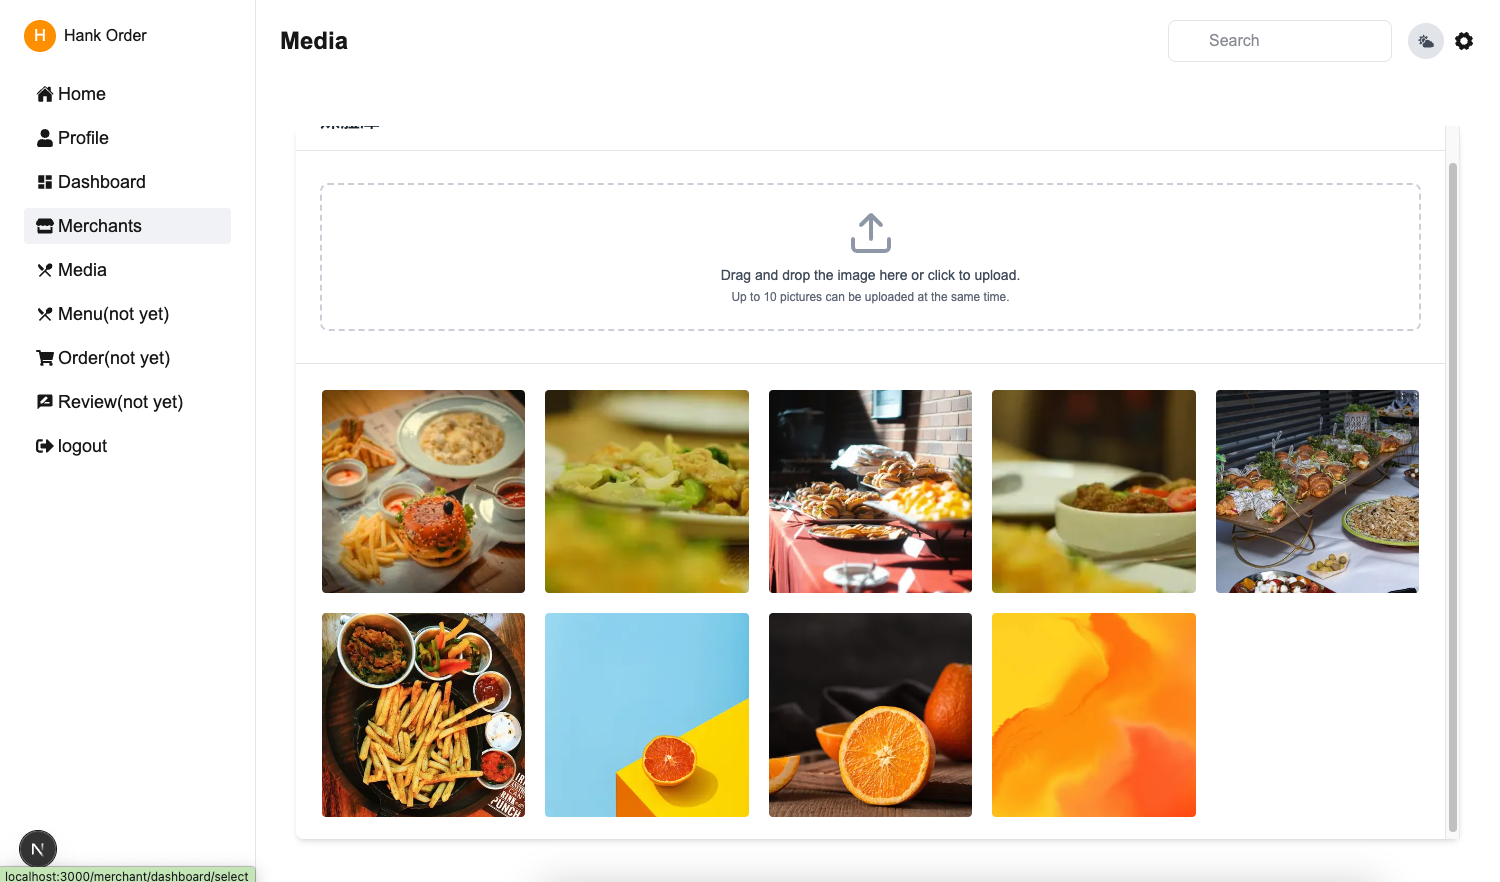 H Hank Order
Media
Search
Home
Profile
Dashboard
Merchants
Media
Menu(not yet)
Order(not yet)
Review(not yet)
logout
Drag and drop the image here or click to upload.
Up to 10 pictures can be uploaded at the same time.
PUNCH
N
localhost:3000/merchant/dashboard/select